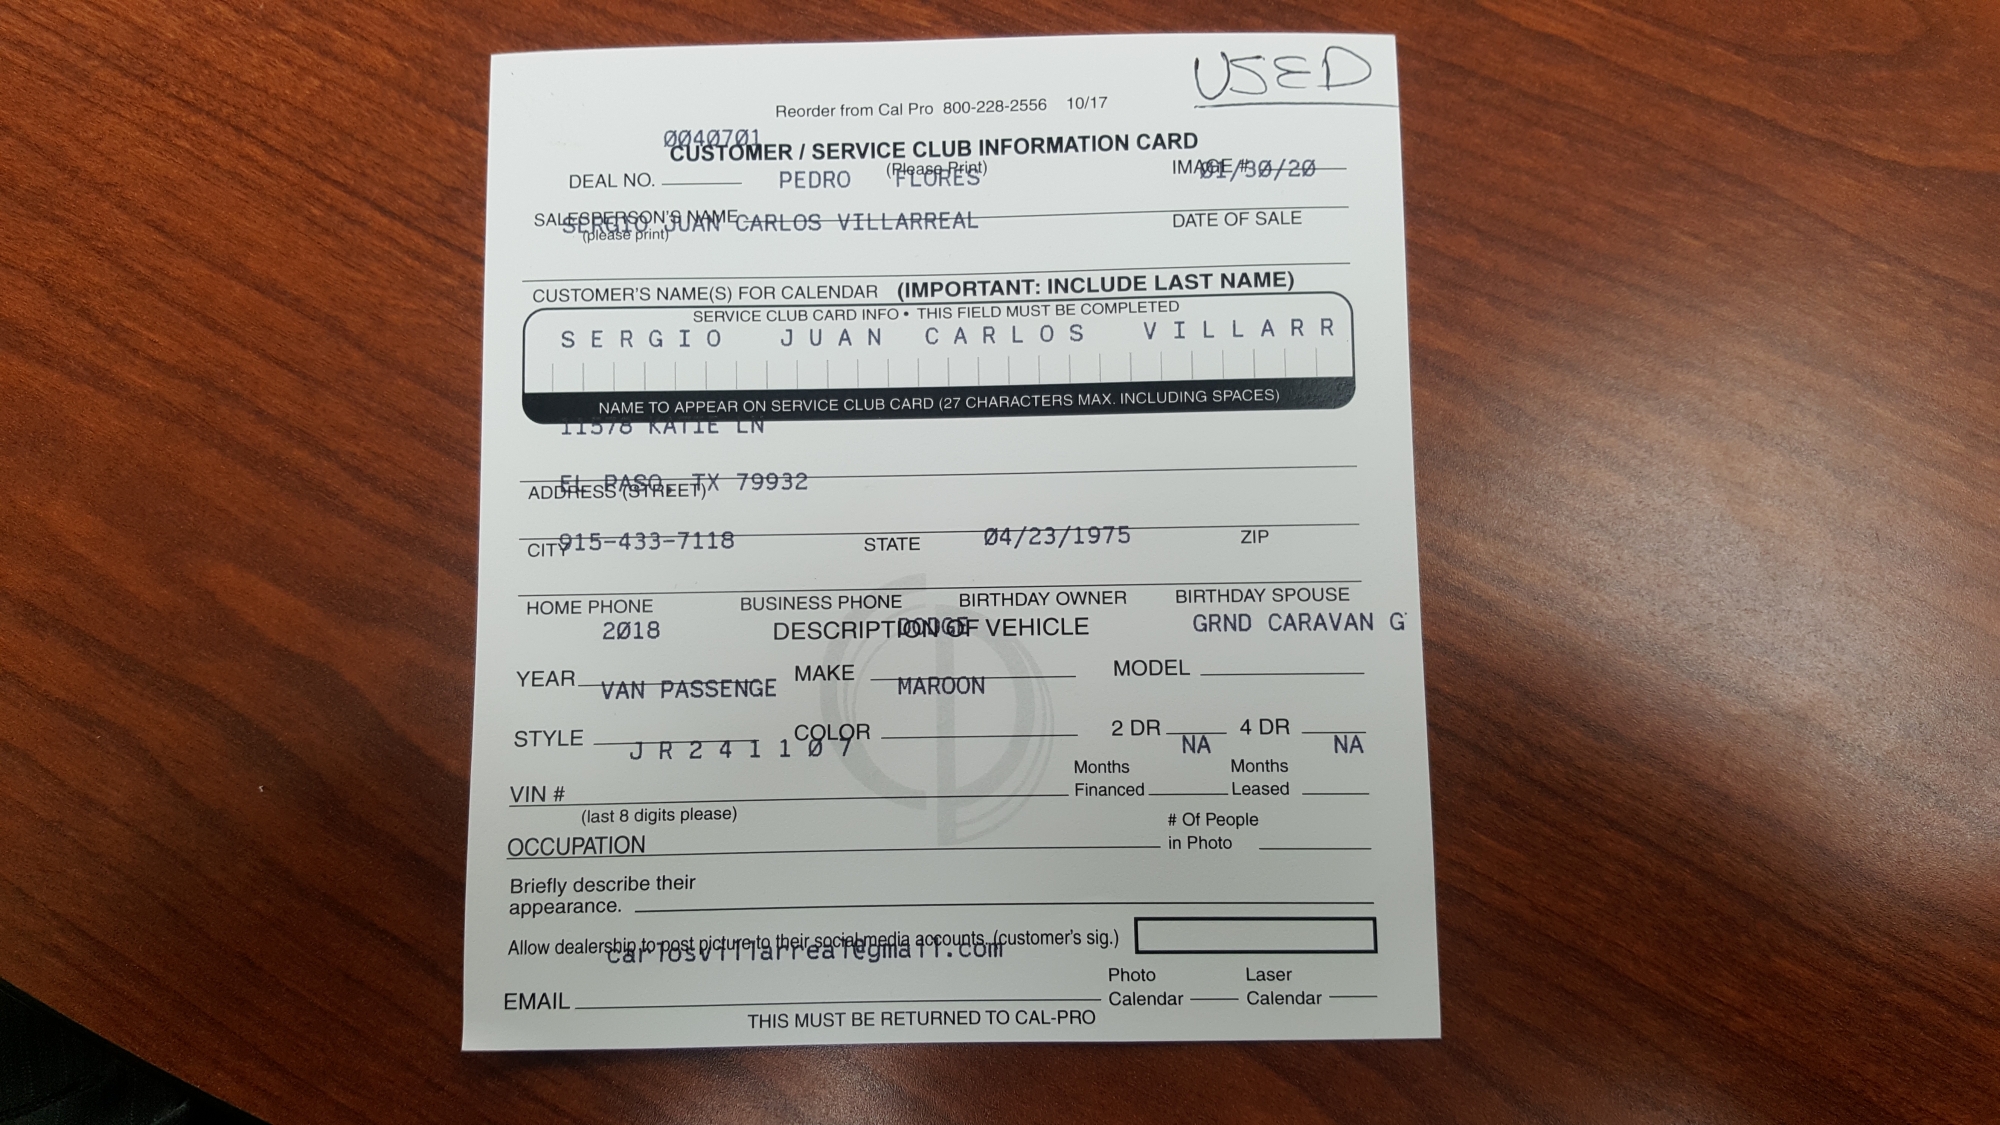 USED
Reorder from Cal Pro 800-228-2556 10/17
0040701
CUSTOMER / SERVICE CLUB INFORMATION CARD
(Please Print)
DEAL NO. PEDRO FLORES IMAGE # 01/30/20
SALESPERSON'S NAME DATE OF SALE
SERGIO JUAN CARLOS VILLARREAL
(please print)
CUSTOMER'S NAME(S) FOR CALENDAR (IMPORTANT: INCLUDE LAST NAME)
SERVICE CLUB CARD INFO • THIS FIELD MUST BE COMPLETED
SERGIO JUAN CARLOS VILLARR
NAME TO APPEAR ON SERVICE CLUB CARD (27 CHARACTERS MAX. INCLUDING SPACES)
11578 KATIE LN
EL PASO, TX 79932
ADDRESS (STREET)
915-433-7118 04/23/1975
CITY STATE ZIP
HOME PHONE BUSINESS PHONE BIRTHDAY OWNER BIRTHDAY SPOUSE
2018 DODGE GRND CARAVAN G
DESCRIPTION OF VEHICLE
YEAR MAKE MODEL
VAN PASSENGE MAROON
STYLE COLOR 2 DR 4 DR
JR24I107 NA NA
VIN # Months Financed Months Leased
(last 8 digits please)
OCCUPATION # Of People in Photo
Briefly describe their
appearance.
Allow dealership to post picture to their social media accounts. (customer's sig.)
carlosvillarreal@gmail.com
EMAIL Photo Calendar Laser Calendar
THIS MUST BE RETURNED TO CAL-PRO